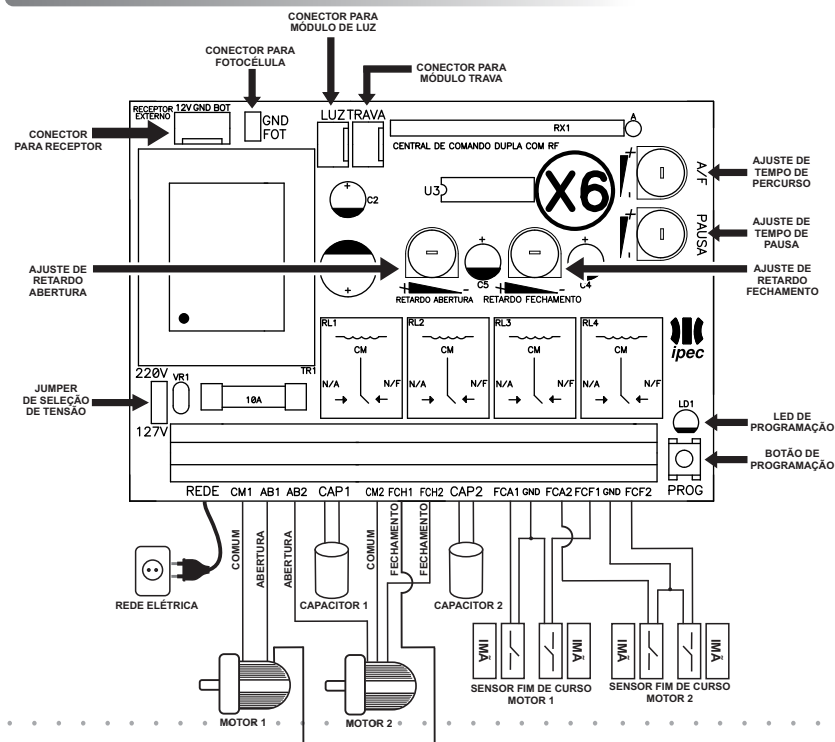 CONECTOR PARA
MÓDULO DE LUZ
CONECTOR PARA
FOTOCÉLULA
CONECTOR PARA
MÓDULO TRAVA
CONECTOR
PARA RECEPTOR
RECEPTOR
EXTERNO
12V GND BOT
GND
FOT
LUZ TRAVA
RX1
A
CENTRAL DE COMANDO DUPLA COM RF
U3
X6
C2
+
-
A/F
AJUSTE DE
TEMPO DE
PERCURSO
+
-
PAUSA
AJUSTE DE
TEMPO DE
PAUSA
AJUSTE DE
RETARDO
ABERTURA
+
+ -
RETARDO ABERTURA
+
C5
+ -
RETARDO FECHAMENTO
+
C4
AJUSTE DE
RETARDO
FECHAMENTO
RL1
CM
N/A
N/F
RL2
CM
N/A
N/F
RL3
CM
N/A
N/F
RL4
CM
N/A
N/F
ipec
220V
VR1
TR1
10A
127V
JUMPER
DE SELEÇÃO
DE TENSÃO
LD1
LED DE
PROGRAMAÇÃO
BOTÃO DE
PROGRAMAÇÃO
REDE CM1 AB1 AB2 CAP1 CM2 FCH1 FCH2 CAP2 FCA1 GND FCA2 FCF1 GND FCF2 PROG
COMUM
ABERTURA
ABERTURA
COMUM
FECHAMENTO
FECHAMENTO
REDE ELÉTRICA
CAPACITOR 1
CAPACITOR 2
IMÃ
IMÃ
IMÃ
IMÃ
SENSOR FIM DE CURSO
MOTOR 1
SENSOR FIM DE CURSO
MOTOR 2
MOTOR 1
MOTOR 2